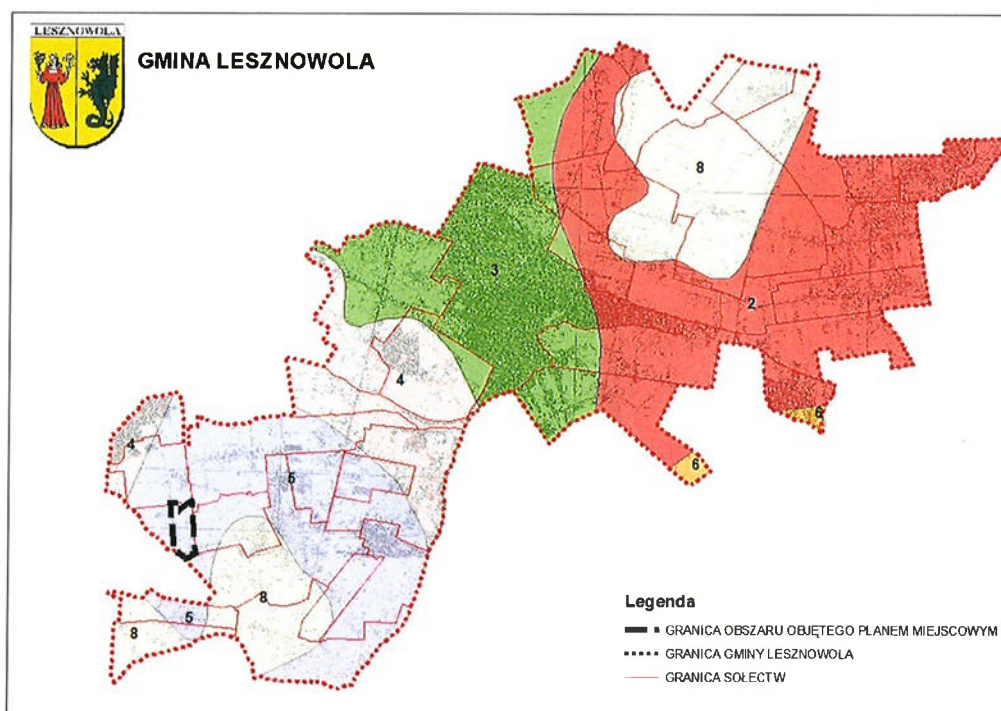 LESZNOWOLA
GMINA LESZNOWOLA
8
3
2
4
6
4
6
5
8
5
8
Legenda
GRANICA OBSZARU OBJĘTEGO PLANEM MIEJSCOWYM
GRANICA GMINY LESZNOWOLA
GRANICA SOŁECTW